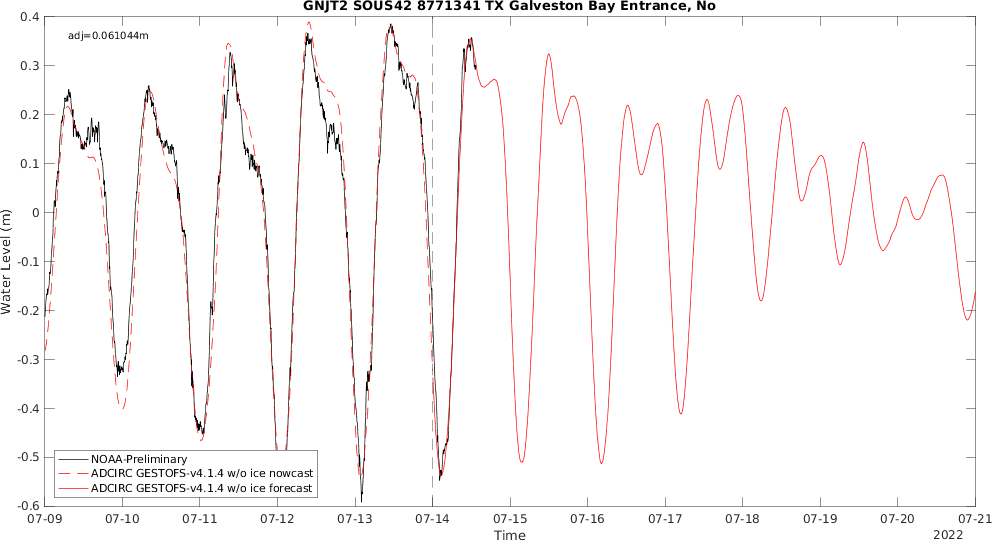 GNJT2 SOUS42 8771341 TX Galveston Bay Entrance, No
adj=0.061044m
0.4
0.3
0.2
0.1
0
-0.1
-0.2
-0.3
-0.4
-0.5
-0.6
Water Level (m)
NOAA-Preliminary
ADCIRC GESTOFS-v4.1.4 w/o ice nowcast
ADCIRC GESTOFS-v4.1.4 w/o ice forecast
07-09 07-10 07-11 07-12 07-13 07-14 07-15 07-16 07-17 07-18 07-19 07-20 07-21
Time
2022